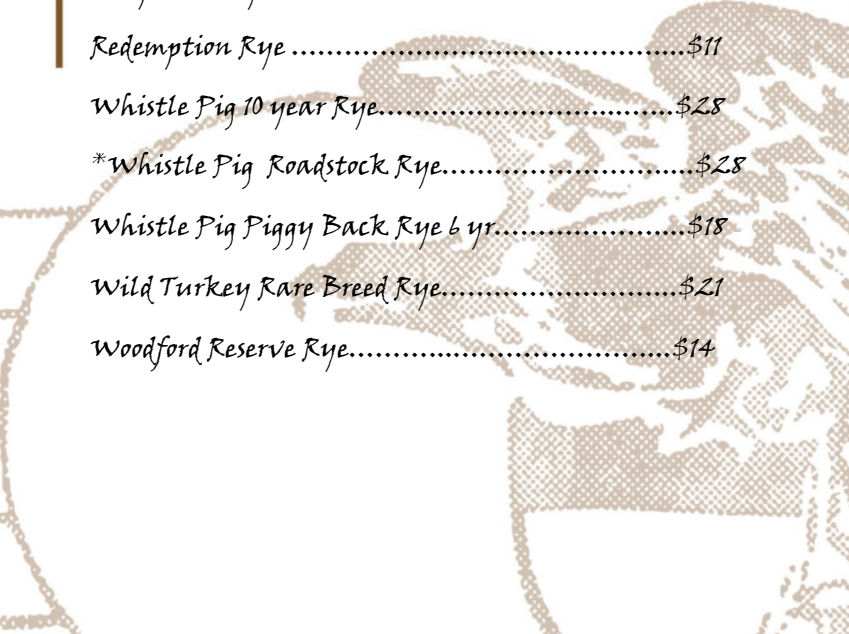 Redemption Rye ……………………………………….....$11
Whistle Pig 10 year Rye……………………......………$28
*Whistle Pig  Roadstock Rye……………………….....$28
Whistle Pig Piggy Back Rye 6 yr………………….....$18
Wild Turkey Rare Breed Rye……………………….....$21
Woodford Reserve Rye………......…………………......$14